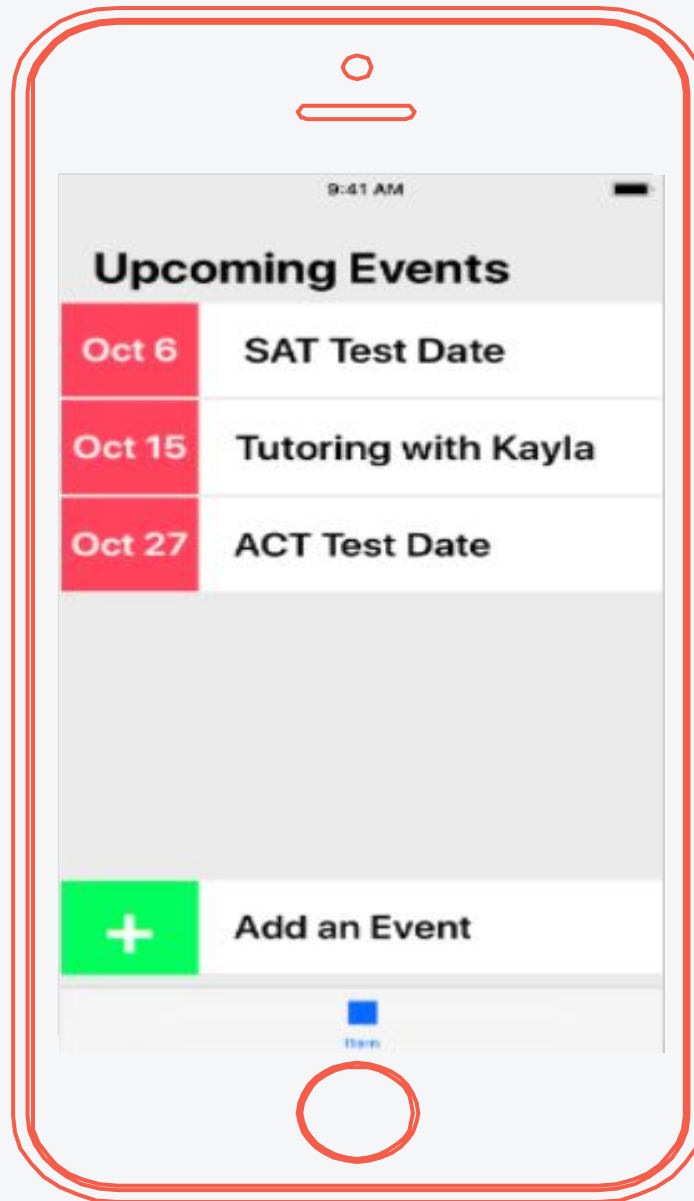 9:41 AM
Upcoming Events
Oct 6 SAT Test Date
Oct 15 Tutoring with Kayla
Oct 27 ACT Test Date
+ Add an Event
Item